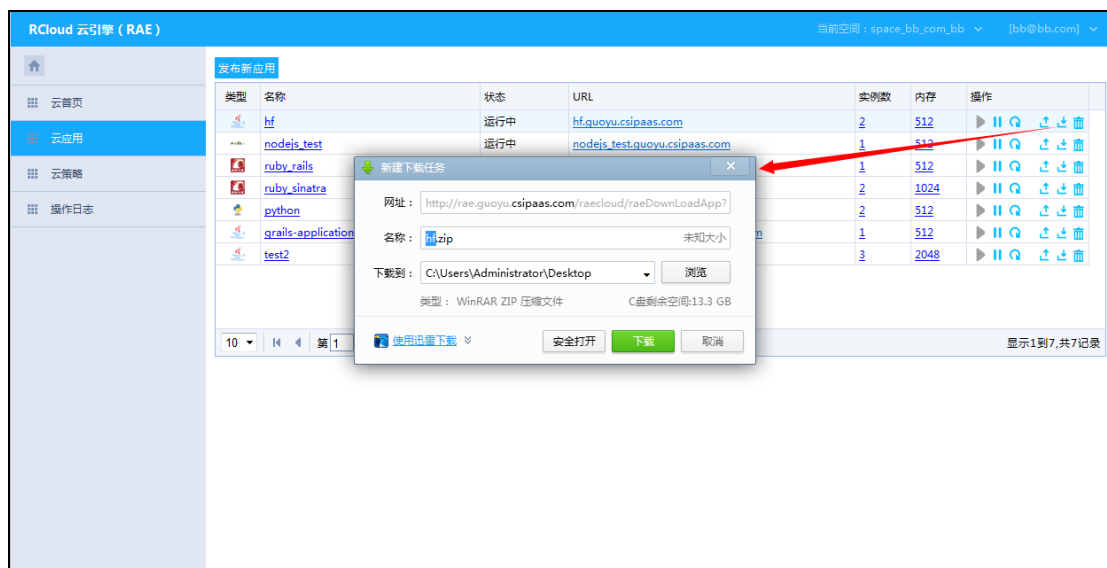 RCloud 云引擎（RAE）
当前空间：space_bb_com_bb
[bb@bb.com]
云首页
云应用
云策略
操作日志
发布新应用
类型 名称 状态 URL 实例数 内存 操作
hf 运行中 hf.guoyu.csipaas.com 2 512
nodejs_test 运行中 nodejs_test.guoyu.csipaas.com 1 512
ruby_rails 1 512
ruby_sinatra 2 1024
python 2 512
grails-application 1 512
test2 3 2048
新建下载任务
网址： http://rae.guoyu.csipaas.com/raecloud/raeDownLoadApp?
名称： hf.zip 未知大小
下载到： C:\Users\Administrator\Desktop 浏览
类型： WinRAR ZIP 压缩文件 C盘剩余空间:13.3 GB
使用迅雷下载 安全打开 下载 取消
10 第 1 显示1到7,共7记录